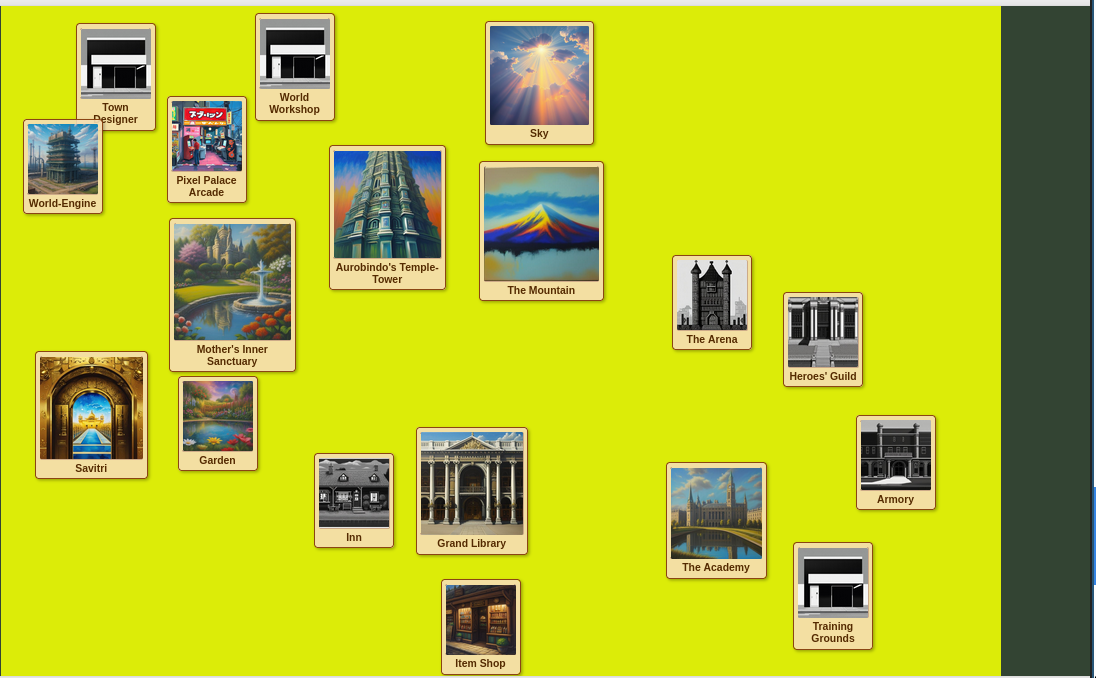 Town
Designer
World
Workshop
Sky
World-Engine
Pixel Palace
Arcade
Aurobindo's Temple-
Tower
The Mountain
Mother's Inner
Sanctuary
The Arena
Heroes' Guild
Savitri
Garden
Inn
Grand Library
The Academy
Armory
Item Shop
Training
Grounds